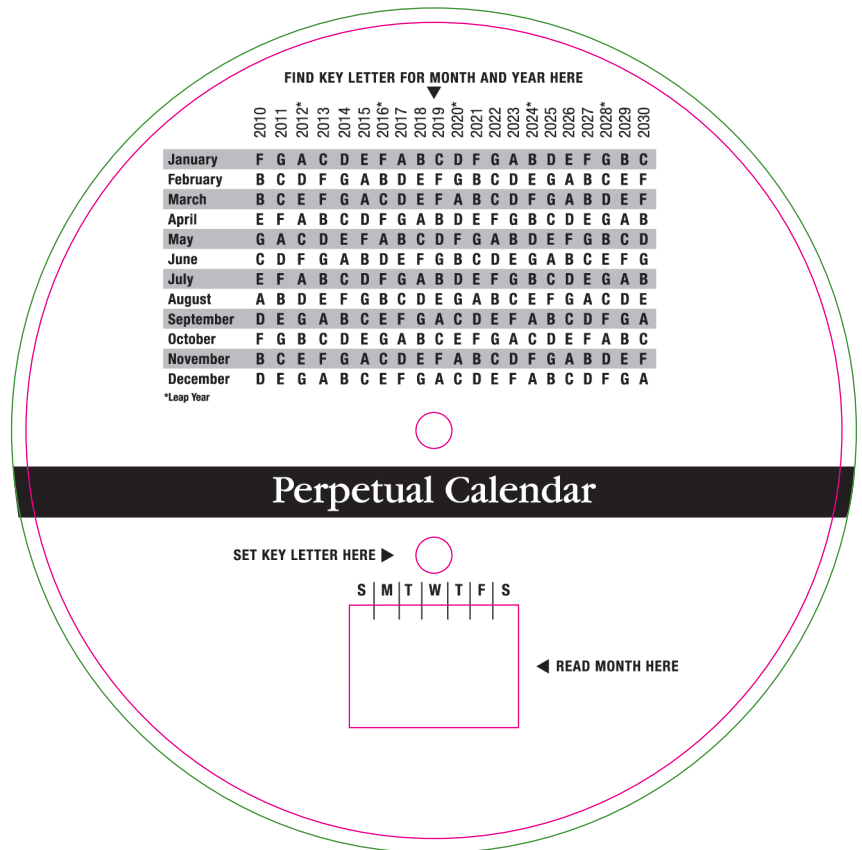 FIND KEY LETTER FOR MONTH AND YEAR HERE
2010 2011 2012* 2013 2014 2015 2016* 2017 2018 2019 2020* 2021 2022 2023 2024* 2025 2026 2027 2028* 2029 2030
January F G A C D E F A B C D F G A B D E F G B C
February B C D F G A B D E F G B C D E G A B C E F
March B C E F G A C D E F A B C D F G A B D E F
April E F A B C D F G A B D E F G B C D E G A B
May G A C D E F A B C D F G A B D E F G B C D
June C D F G A B D E F G B C D E G A B C E F G
July E F A B C D F G A B D E F G B C D E G A B
August A B D E F G B C D E G A B C E F G A C D E
September D E G A B C E F G A C D E F A B C D F G A
October F G B C D E G A B C E F G A C D E F A B C
November B C E F G A C D E F A B C D F G A B D E F
December D E G A B C E F G A C D E F A B C D F G A
*Leap Year
Perpetual Calendar
SET KEY LETTER HERE
S M T W T F S
READ MONTH HERE